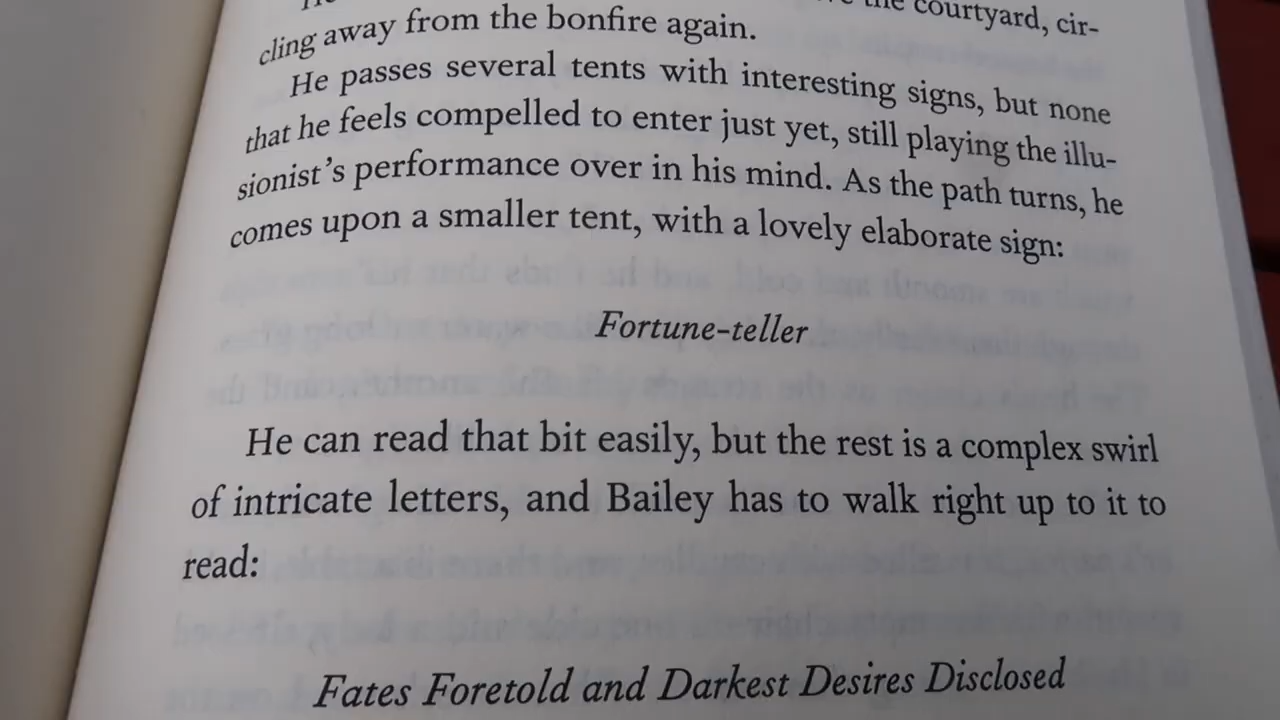 the courtyard, cir-
cling away from the bonfire again.
He passes several tents with interesting signs, but none
that he feels compelled to enter just yet, still playing the illu-
sionist's performance over in his mind. As the path turns, he
comes upon a smaller tent, with a lovely elaborate sign:
Fortune-teller
He can read that bit easily, but the rest is a complex swirl
of intricate letters, and Bailey has to walk right up to it to
read:
Fates Foretold and Darkest Desires Disclosed